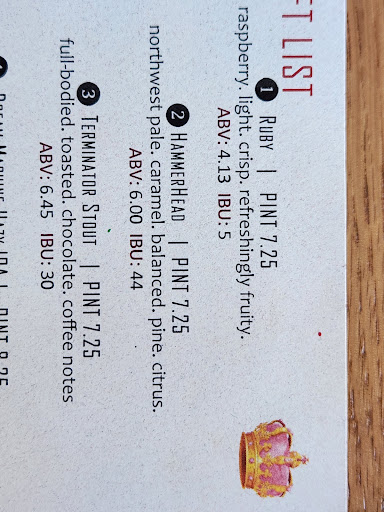 FT LIST
1 RUBY | PINT 7.25
raspberry. light. crisp. refreshingly fruity.
ABV: 4.13 IBU: 5
2 HAMMERHEAD | PINT 7.25
northwest pale. caramel. balanced. pine. citrus.
ABV: 6.00 IBU: 44
3 TERMINATOR STOUT | PINT 7.25
full-bodied. toasted. chocolate. coffee notes
ABV: 6.45 IBU: 30